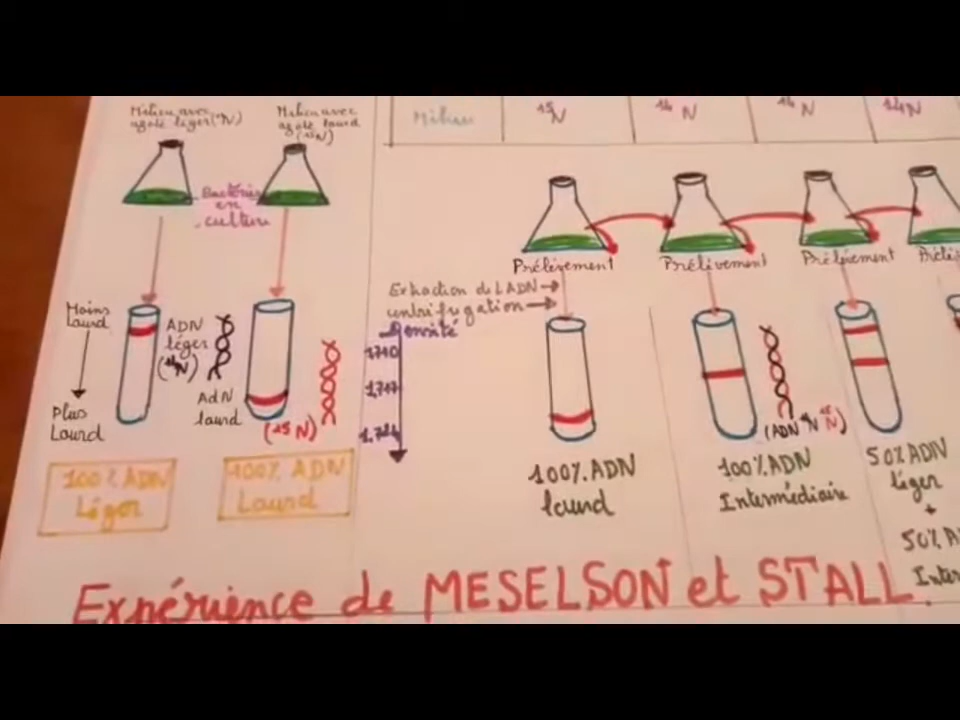 Milieu avec
azote léger (¹⁴N)
Milieu avec
azote lourd
(¹⁵N)
Bactéries
en
culture
Moins
Lourd
Plus
Lourd
ADN
léger
(¹⁴N)
AdN
lourd
(¹⁵N)
100% ADN
Léger
100% ADN
Lourd
Milieu
¹⁵N
¹⁴N
¹⁴N
¹⁴N
Prélèvement
Prélèvement
Prélèvement
Prélè
Extraction de l'ADN
centrifugation
Densité
1,710
1,717
1,724
100% ADN
lourd
(ADN ¹⁴N ¹⁵N)
100% ADN
Intermédiaire
50% ADN
léger
+
50% A
Inter
Expérience de MESELSON et STALL.